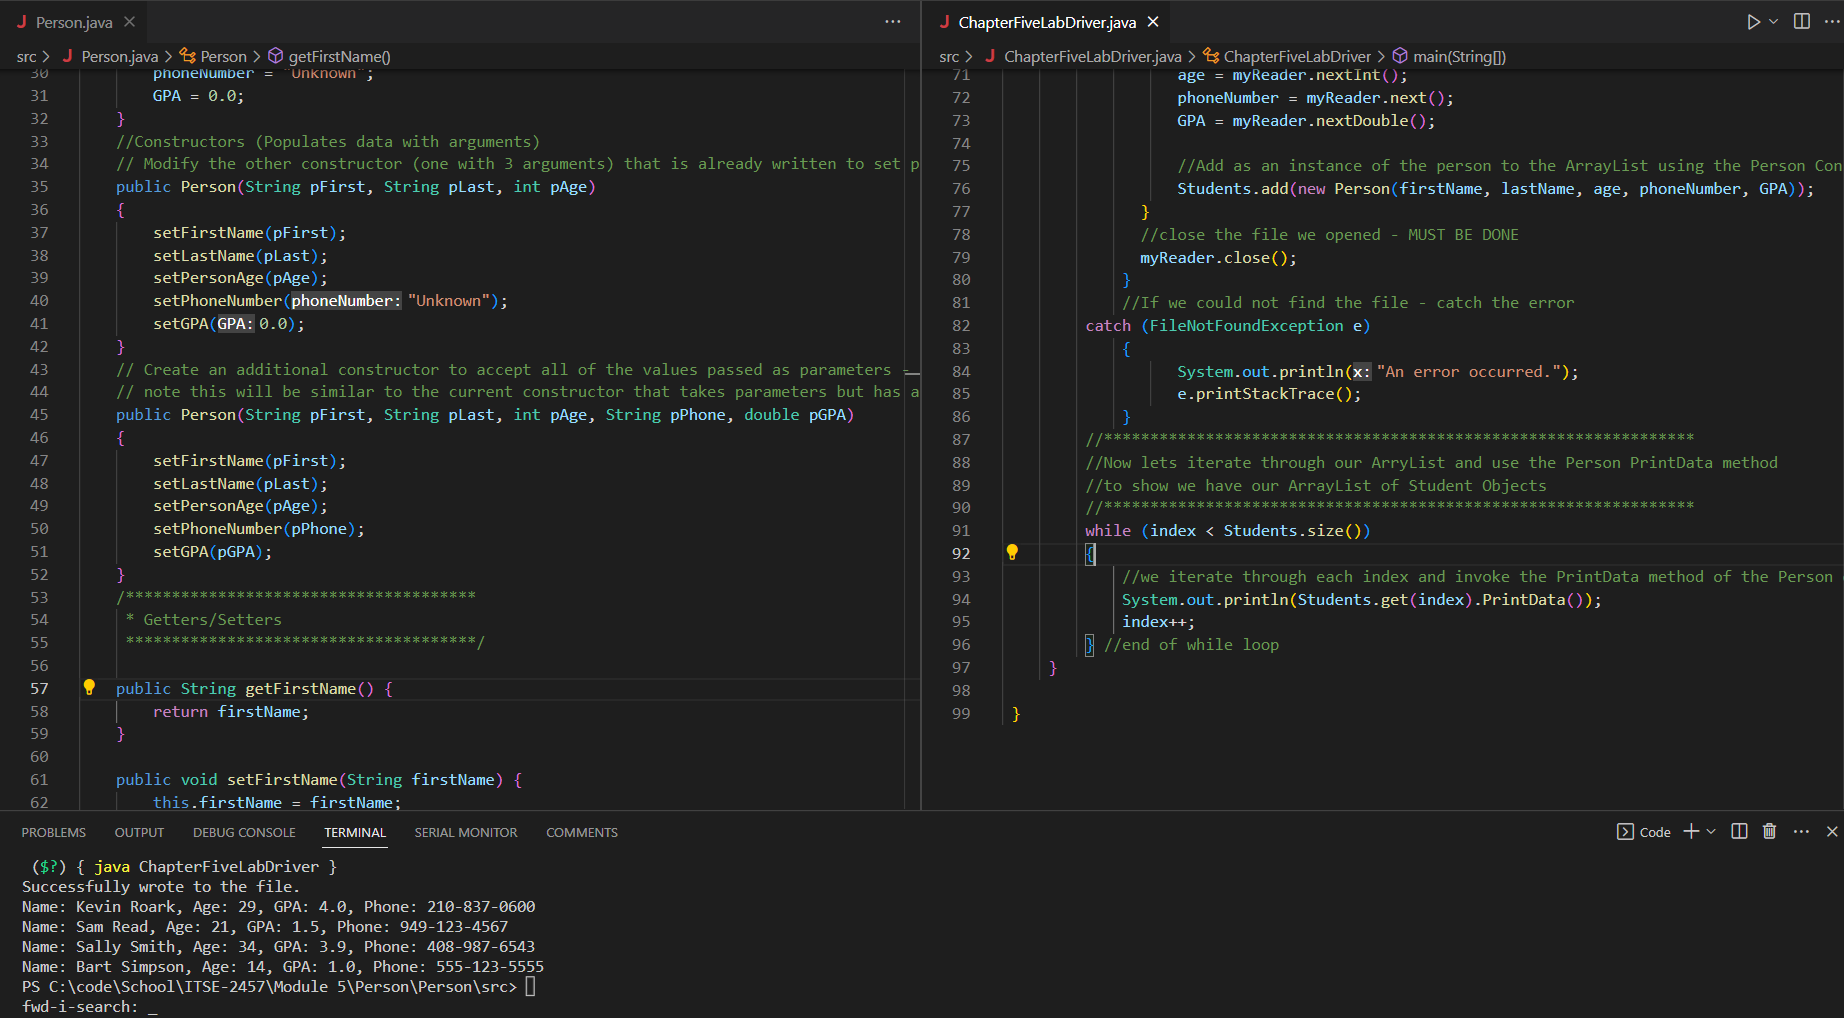 J Person.java ×
···
src > J Person.java > Person > getFirstName()
30 phoneNumber = "Unknown";
31 GPA = 0.0;
32 }
33 //Constructors (Populates data with arguments)
34 // Modify the other constructor (one with 3 arguments) that is already written to set p
35 public Person(String pFirst, String pLast, int pAge)
36 {
37 setFirstName(pFirst);
38 setLastName(pLast);
39 setPersonAge(pAge);
40 setPhoneNumber(phoneNumber: "Unknown");
41 setGPA(GPA: 0.0);
42 }
43 // Create an additional constructor to accept all of the values passed as parameters -
44 // note this will be similar to the current constructor that takes parameters but has a
45 public Person(String pFirst, String pLast, int pAge, String pPhone, double pGPA)
46 {
47 setFirstName(pFirst);
48 setLastName(pLast);
49 setPersonAge(pAge);
50 setPhoneNumber(pPhone);
51 setGPA(pGPA);
52 }
53 /**************************************
54 * Getters/Setters
55 **************************************/
56
57 public String getFirstName() {
58 return firstName;
59 }
60
61 public void setFirstName(String firstName) {
62 this.firstName = firstName;
J ChapterFiveLabDriver.java ×
···
src > J ChapterFiveLabDriver.java > ChapterFiveLabDriver > main(String[])
71 age = myReader.nextInt();
72 phoneNumber = myReader.next();
73 GPA = myReader.nextDouble();
74
75 //Add as an instance of the person to the ArrayList using the Person Con
76 Students.add(new Person(firstName, lastName, age, phoneNumber, GPA));
77 }
78 //close the file we opened - MUST BE DONE
79 myReader.close();
80 }
81 //If we could not find the file - catch the error
82 catch (FileNotFoundException e)
83 {
84 System.out.println(x: "An error occurred.");
85 e.printStackTrace();
86 }
87 //****************************************************************
88 //Now lets iterate through our ArryList and use the Person PrintData method
89 //to show we have our ArrayList of Student Objects
90 //****************************************************************
91 while (index < Students.size())
92 {
93 //we iterate through each index and invoke the PrintData method of the Person
94 System.out.println(Students.get(index).PrintData());
95 index++;
96 } //end of while loop
97 }
98
99 }
PROBLEMS OUTPUT DEBUG CONSOLE TERMINAL SERIAL MONITOR COMMENTS
Code
($?) { java ChapterFiveLabDriver }
Successfully wrote to the file.
Name: Kevin Roark, Age: 29, GPA: 4.0, Phone: 210-837-0600
Name: Sam Read, Age: 21, GPA: 1.5, Phone: 949-123-4567
Name: Sally Smith, Age: 34, GPA: 3.9, Phone: 408-987-6543
Name: Bart Simpson, Age: 14, GPA: 1.0, Phone: 555-123-5555
PS C:\code\School\ITSE-2457\Module 5\Person\Person\src>
fwd-i-search: _